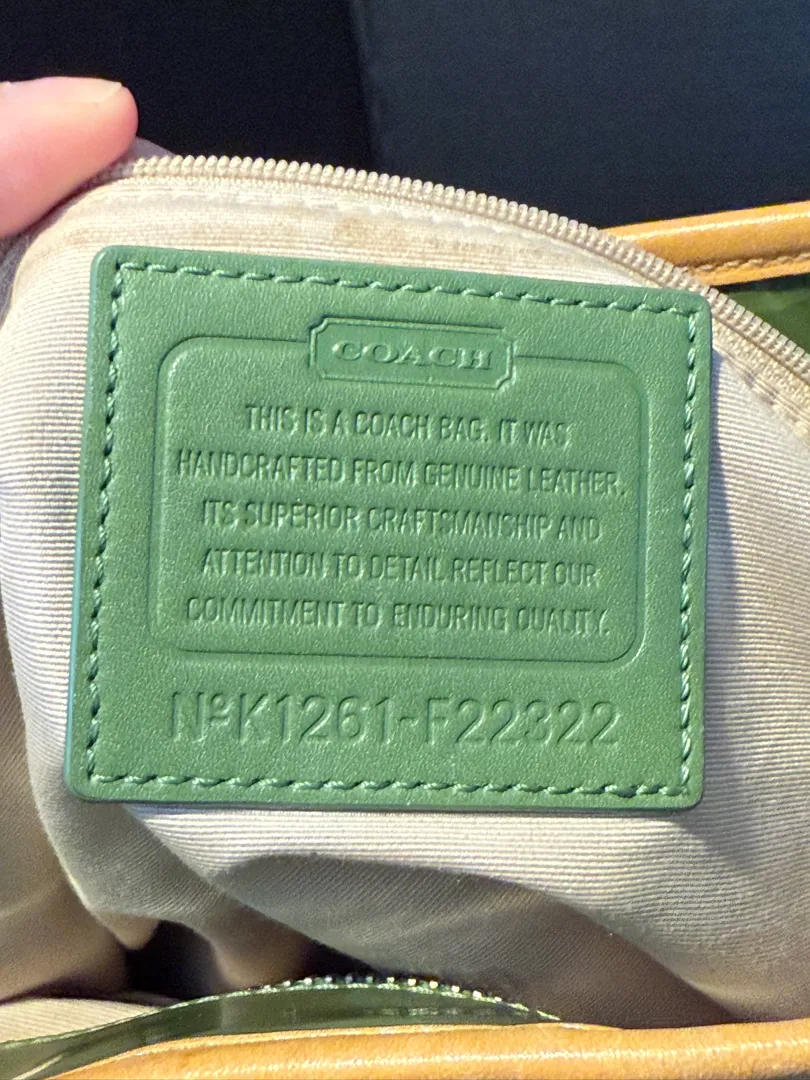 COACH
THIS IS A COACH BAG. IT WAS
HANDCRAFTED FROM GENUINE LEATHER.
ITS SUPERIOR CRAFTSMANSHIP AND
ATTENTION TO DETAIL REFLECT OUR
COMMITMENT TO ENDURING QUALITY.
NºK1261-F22322